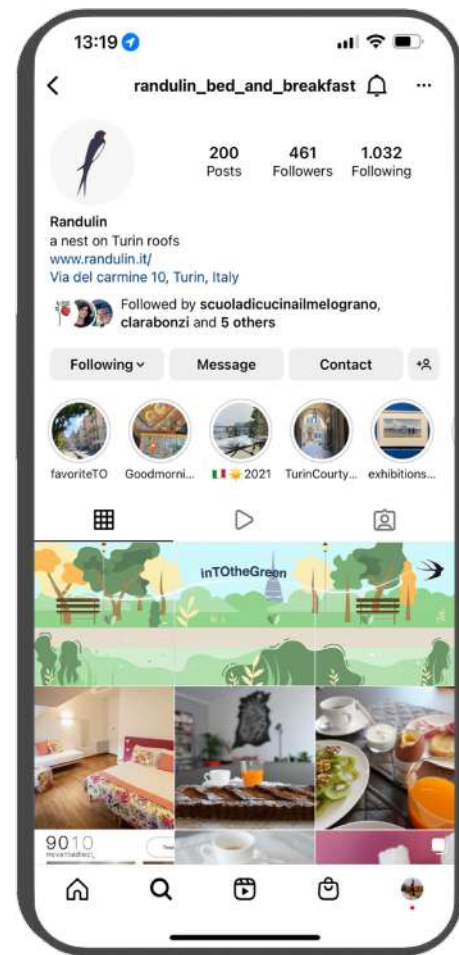 13:19
randulin_bed_and_breakfast
200 461 1.032
Posts Followers Following
Randulin
a nest on Turin roofs
www.randulin.it/
Via del carmine 10, Turin, Italy
Followed by scuoladicucinailmelograno,
clarabonzi and 5 others
Following Message Contact
favoriteTO Goodmorni... 2021 TurinCourty... exhibitions...
inTOtheGreen
9010
novantadieci